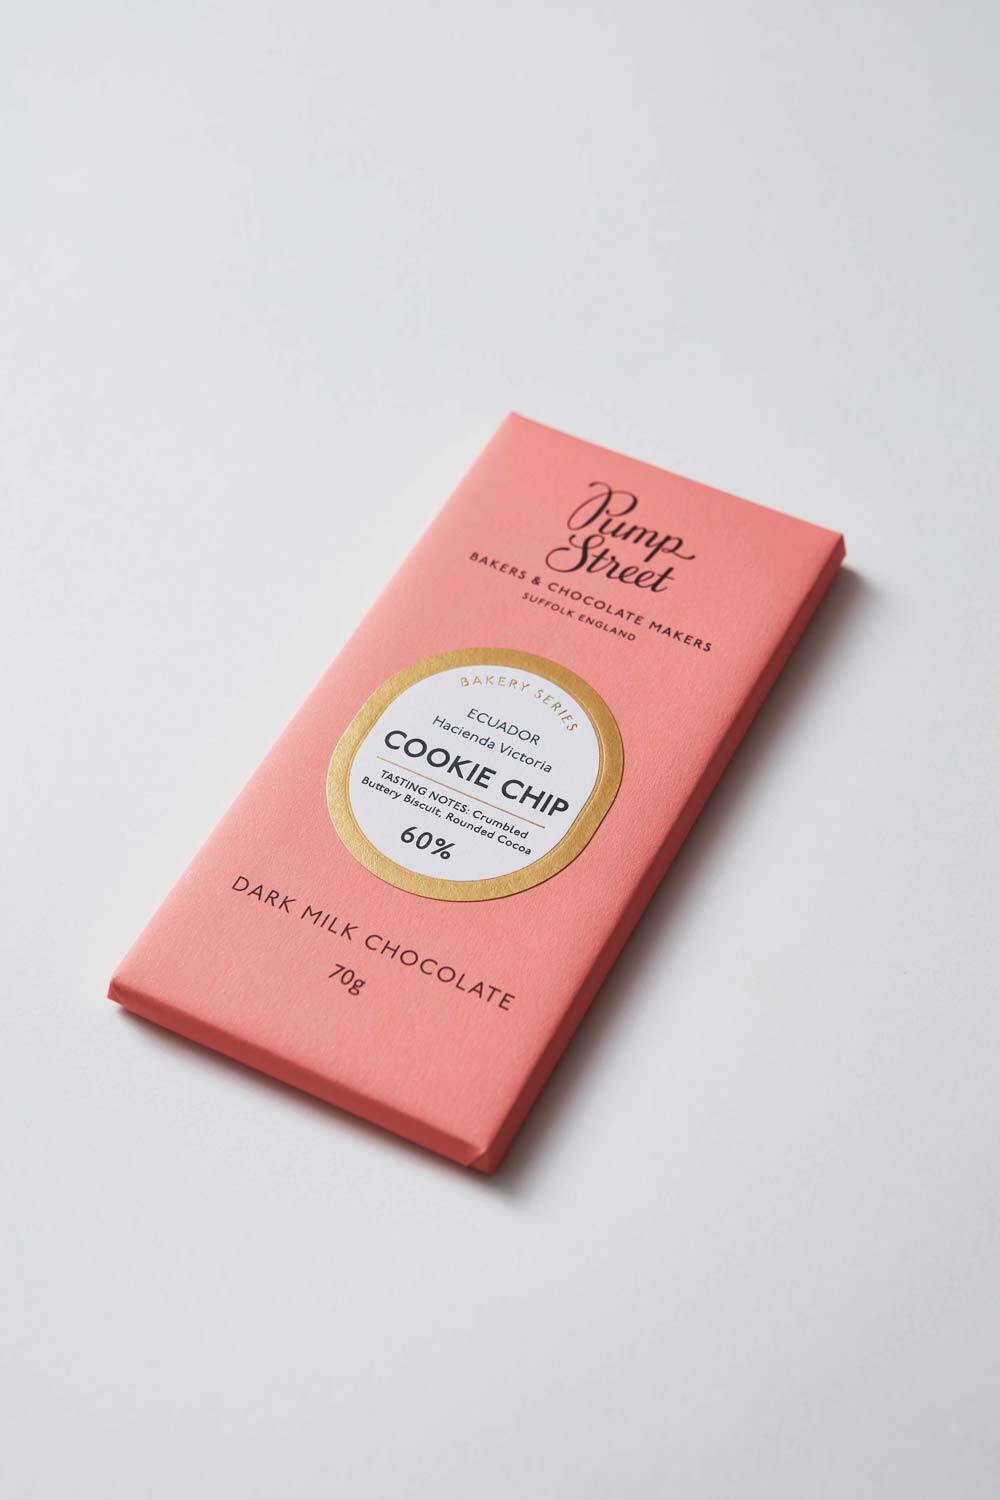 Pump
Street
BAKERS & CHOCOLATE MAKERS
SUFFOLK ENGLAND
BAKERY SERIES
ECUADOR
Hacienda Victoria
COOKIE CHIP
TASTING NOTES: Crumbled
Buttery Biscuit, Rounded Cocoa
60%
DARK MILK CHOCOLATE
70g